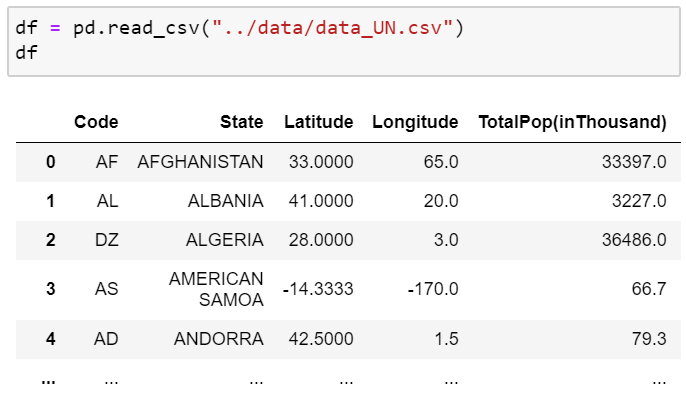 df = pd.read_csv("../data/data_UN.csv")
df
Code State Latitude Longitude TotalPop(inThousand)
0 AF AFGHANISTAN 33.0000 65.0 33397.0
1 AL ALBANIA 41.0000 20.0 3227.0
2 DZ ALGERIA 28.0000 3.0 36486.0
3 AS AMERICAN SAMOA -14.3333 -170.0 66.7
4 AD ANDORRA 42.5000 1.5 79.3
... ... ... ... ... ...